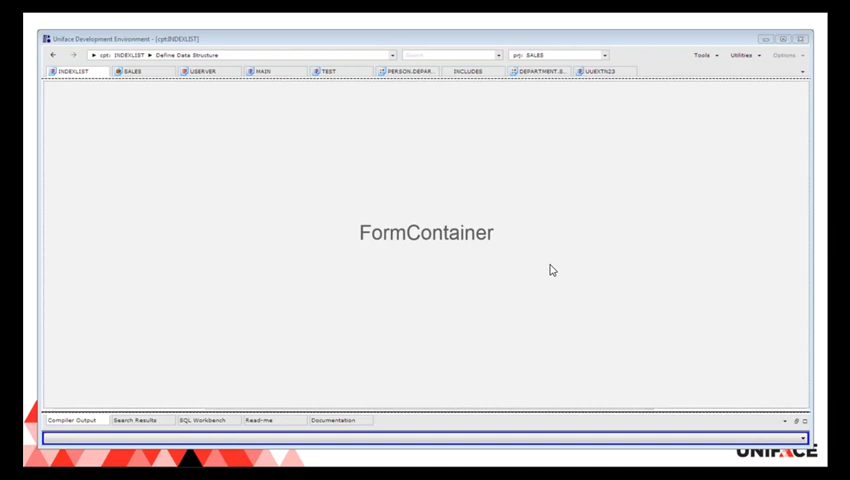 Uniface Development Environment - [cpt:INDEXLIST]
cpt: INDEXLIST Define Data Structure Search prj: SALES Tools Utilities Options
INDEXLIST SALES USERVER MAIN TEST PERSON.DEPAR... INCLUDES DEPARTMENT.S... UUEXTN23
FormContainer
Compiler Output Search Results SQL Workbench Read-me Documentation
UNIFACE